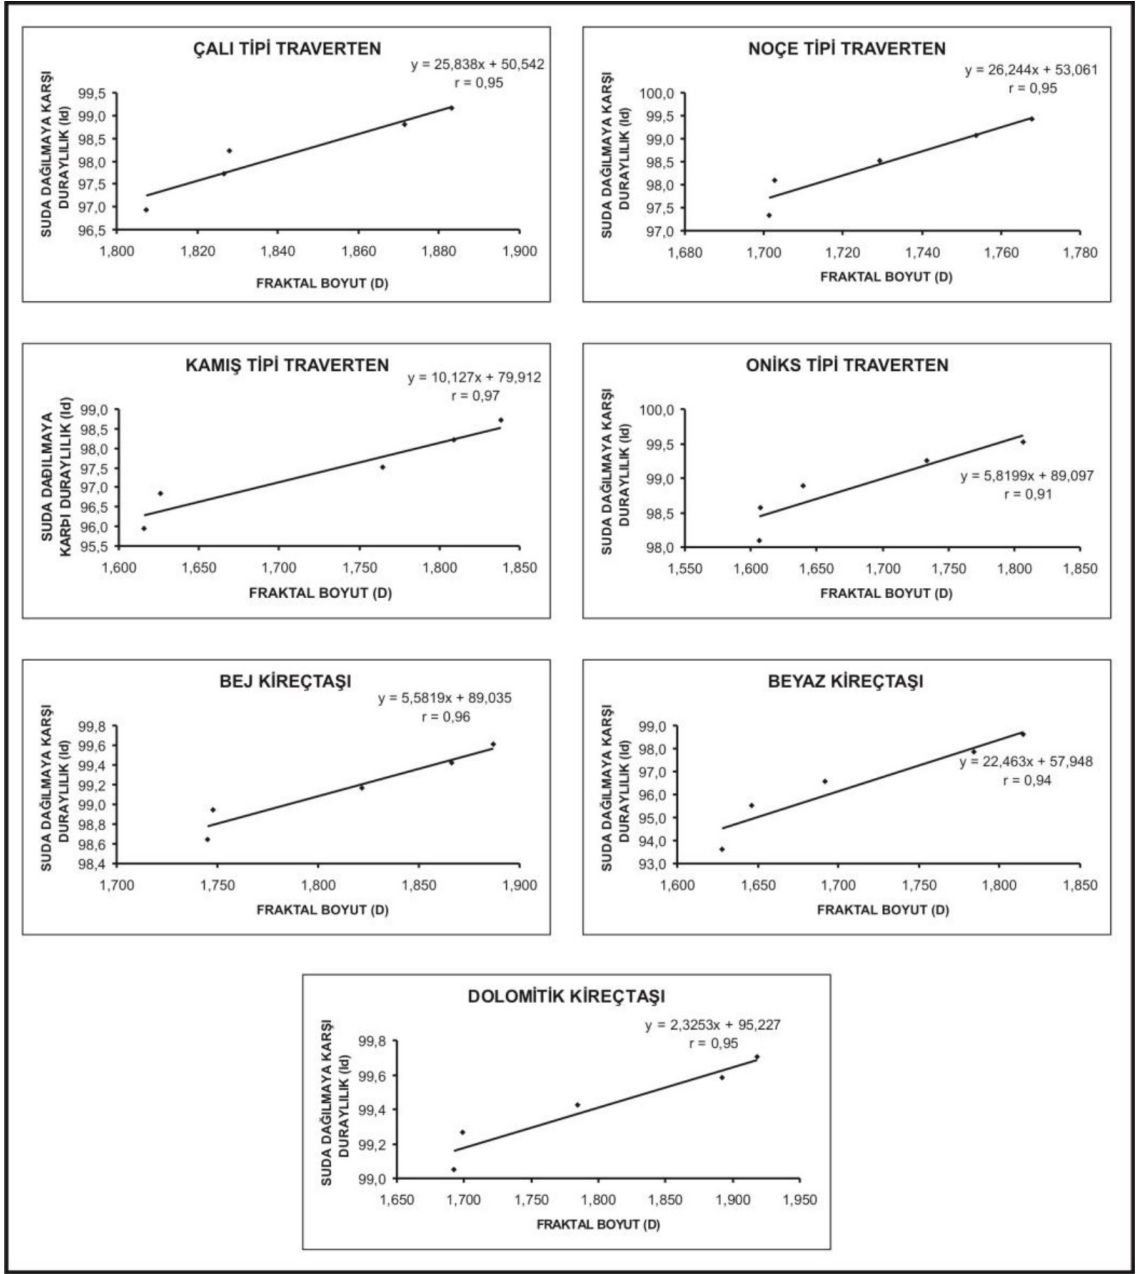 ÇALI TİPİ TRAVERTEN
y = 25,838x + 50,542
r = 0,95
SUDA DAĞILMAYA KARŞI
DURAYLILIK (Id)
99,5
99,0
98,5
98,0
97,5
97,0
96,5
1,800 1,820 1,840 1,860 1,880 1,900
FRAKTAL BOYUT (D)
NOÇE TİPİ TRAVERTEN
y = 26,244x + 53,061
r = 0,95
SUDA DAĞILMAYA KARŞI
DURAYLILIK (Id)
100,0
99,5
99,0
98,5
98,0
97,5
97,0
1,680 1,700 1,720 1,740 1,760 1,780
FRAKTAL BOYUT (D)
KAMIŞ TİPİ TRAVERTEN
y = 10,127x + 79,912
r = 0,97
SUDA DAĐILMAYA
KARÞI DURAYLILIK (Id)
99,0
98,5
98,0
97,5
97,0
96,5
96,0
95,5
1,600 1,650 1,700 1,750 1,800 1,850
FRAKTAL BOYUT (D)
ONİKS TİPİ TRAVERTEN
SUDA DAĞILMAYA KARŞI
DURAYLILIK (Id)
100,0
99,5
99,0
98,5
98,0
y = 5,8199x + 89,097
r = 0,91
1,550 1,600 1,650 1,700 1,750 1,800 1,850
FRAKTAL BOYUT (D)
BEJ KİREÇTAŞI
y = 5,5819x + 89,035
r = 0,96
SUDA DAĞILMAYA KARŞI
DURAYLILIK (Id)
99,8
99,6
99,4
99,2
99,0
98,8
98,6
98,4
1,700 1,750 1,800 1,850 1,900
FRAKTAL BOYUT (D)
BEYAZ KİREÇTAŞI
SUDA DAĞILMAYA KARŞI
DURAYLILIK (Id)
99,0
98,0
97,0
96,0
95,0
94,0
93,0
y = 22,463x + 57,948
r = 0,94
1,600 1,650 1,700 1,750 1,800 1,850
FRAKTAL BOYUT (D)
DOLOMİTİK KİREÇTAŞI
y = 2,3253x + 95,227
r = 0,95
SUDA DAĞILMAYA KARŞI
DURAYLILIK (Id)
99,8
99,6
99,4
99,2
99,0
1,650 1,700 1,750 1,800 1,850 1,900 1,950
FRAKTAL BOYUT (D)